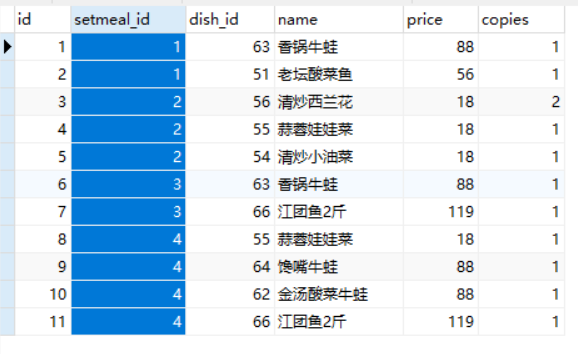 id setmeal_id dish_id name price copies
1 1 63 香锅牛蛙 88 1
2 1 51 老坛酸菜鱼 56 1
3 2 56 清炒西兰花 18 2
4 2 55 蒜蓉娃娃菜 18 1
5 2 54 清炒小油菜 18 1
6 3 63 香锅牛蛙 88 1
7 3 66 江团鱼2斤 119 1
8 4 55 蒜蓉娃娃菜 18 1
9 4 64 馋嘴牛蛙 88 1
10 4 62 金汤酸菜牛蛙 88 1
11 4 66 江团鱼2斤 119 1